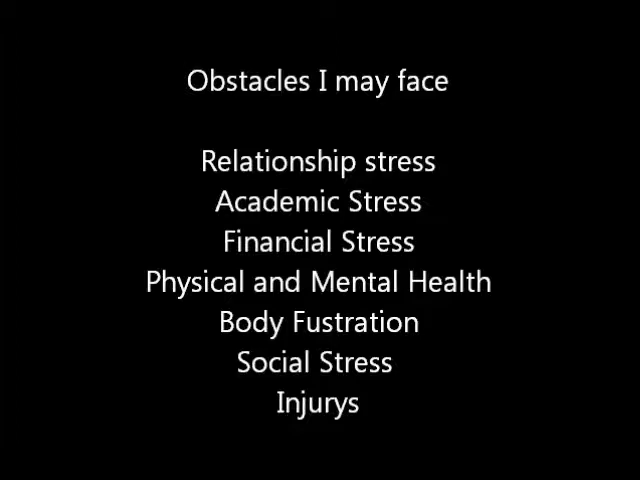 Obstacles I may face
Relationship stress
Academic Stress
Financial Stress
Physical and Mental Health
Body Fustration
Social Stress
Injurys